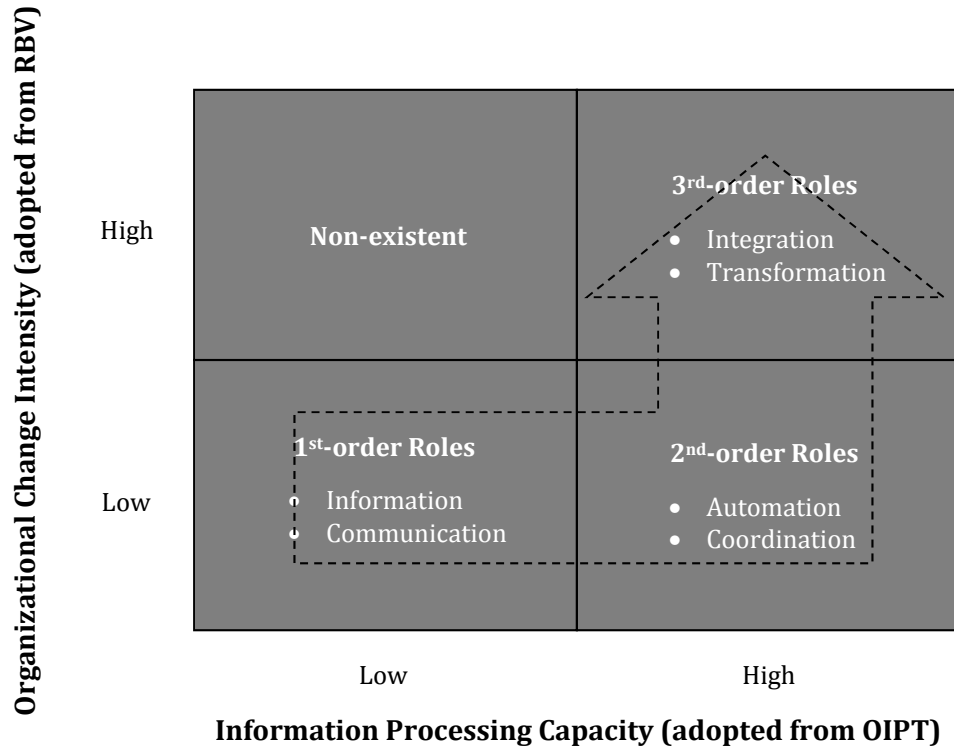 Organizational Change Intensity (adopted from RBV)
High
Low
Non-existent
3rd-order Roles
• Integration
• Transformation
1st-order Roles
• Information
• Communication
2nd-order Roles
• Automation
• Coordination
Low
High
Information Processing Capacity (adopted from OIPT)